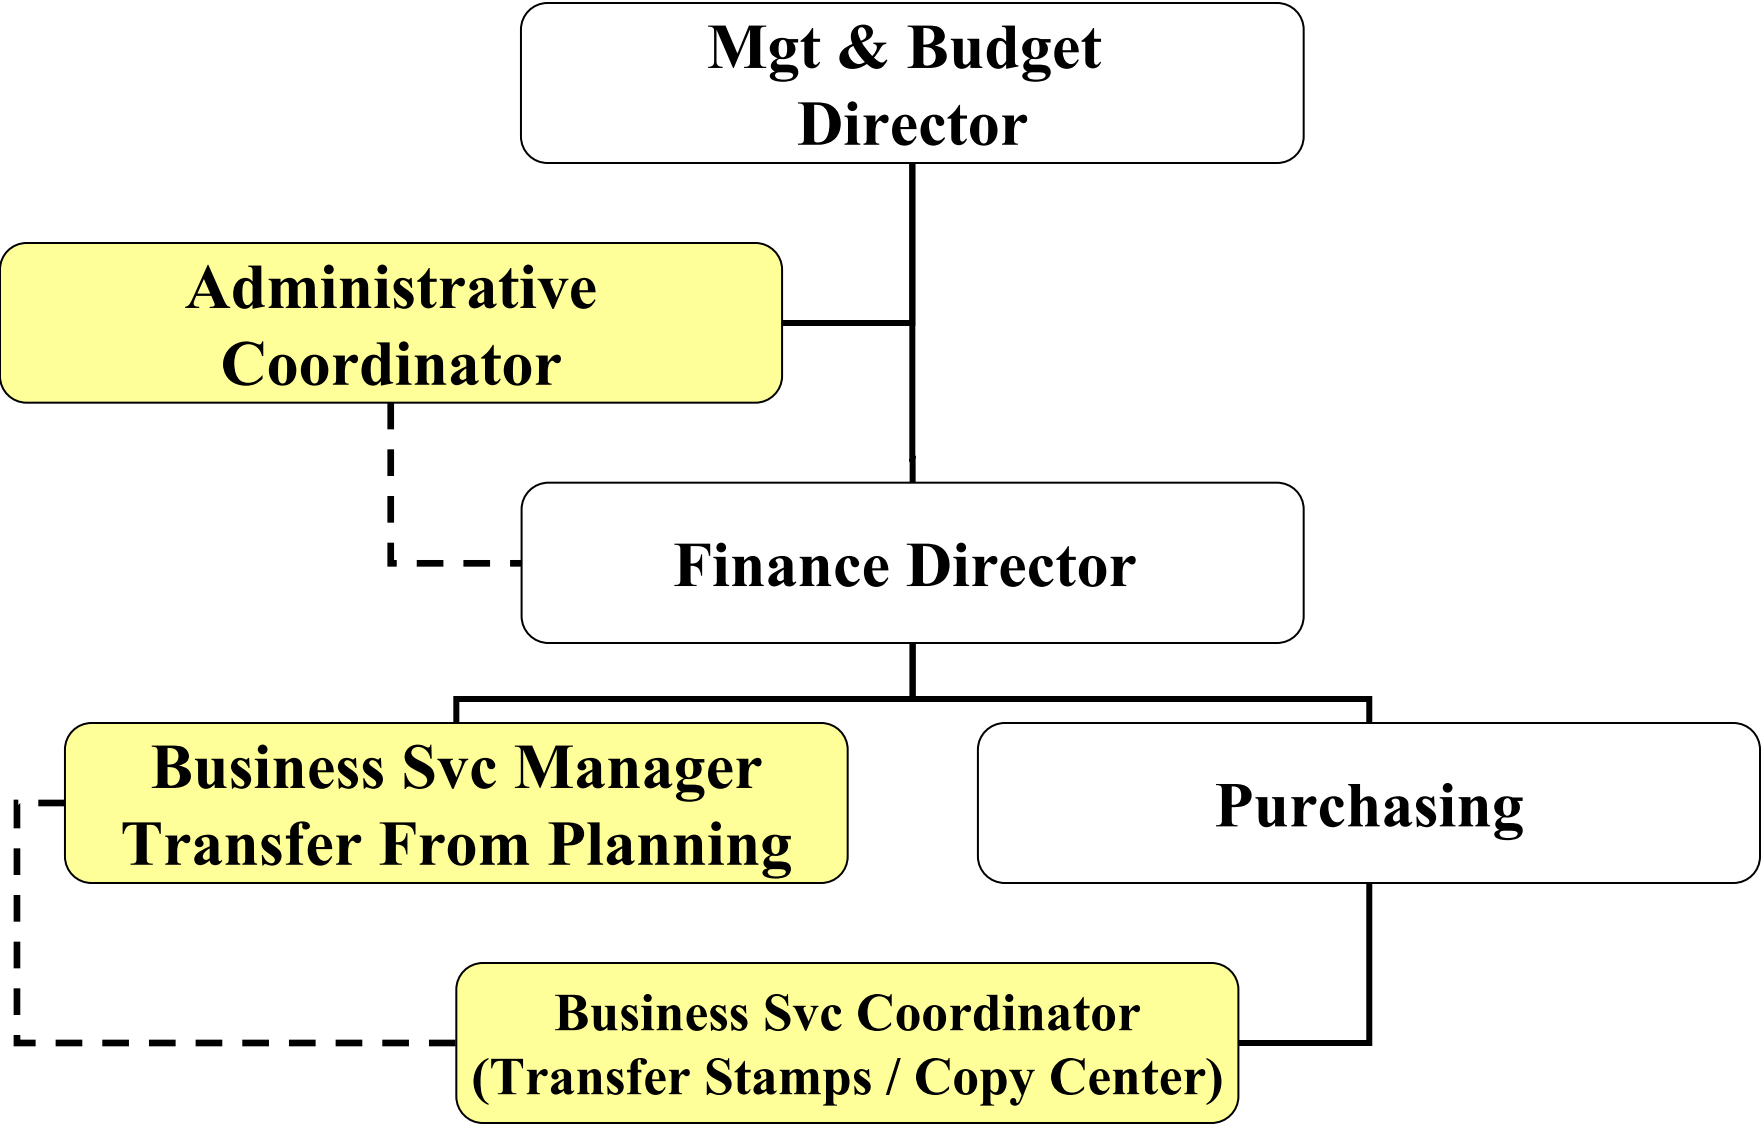 Mgt & Budget
Director
Administrative
Coordinator
Finance Director
Business Svc Manager
Transfer From Planning
Purchasing
Business Svc Coordinator
(Transfer Stamps / Copy Center)